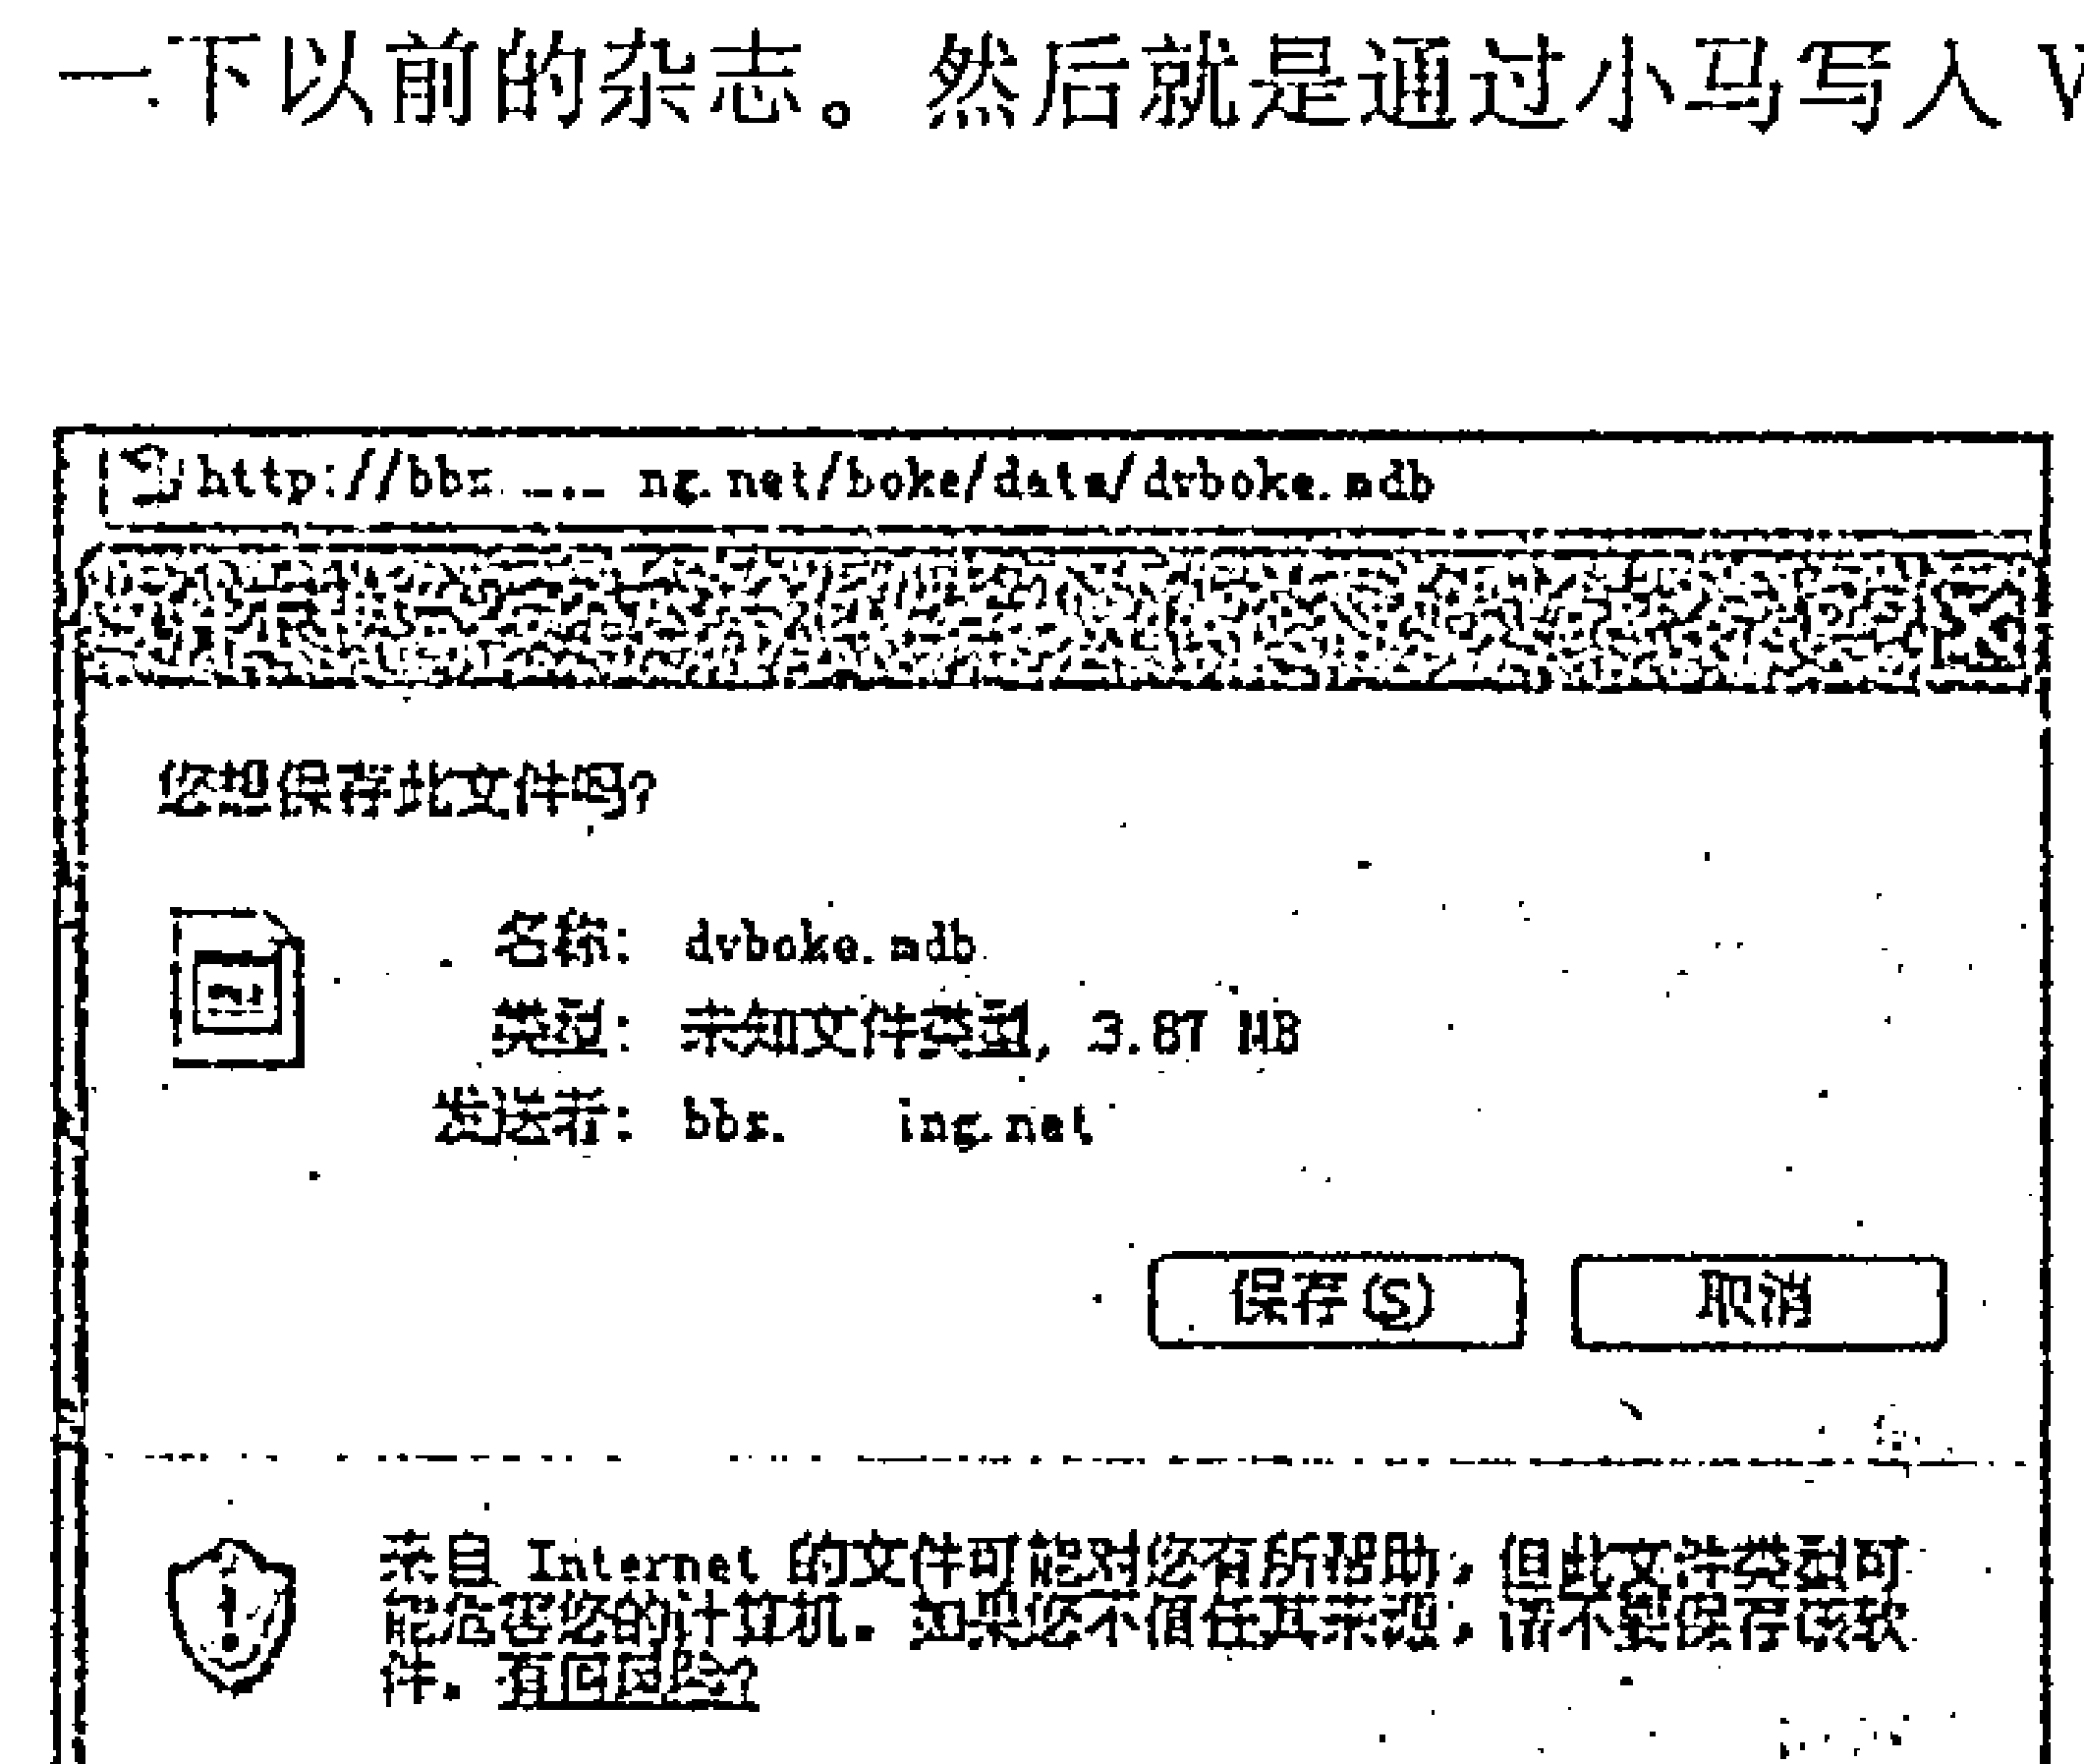 一下以前的杂志。然后就是通过小马写入 V
http://bbs. ng.net/boke/data/dvboke.mdb
您想保存此文件吗?
名称: dvboke.mdb
类型: 未知文件类型, 3.87 MB
发送者: bbs. ing.net
保存(S) 取消
来自 Internet 的文件可能对您有所帮助,但此文件类型可
能危害您的计算机。如果您不信任其来源,请不要保存该软
件。有何风险?